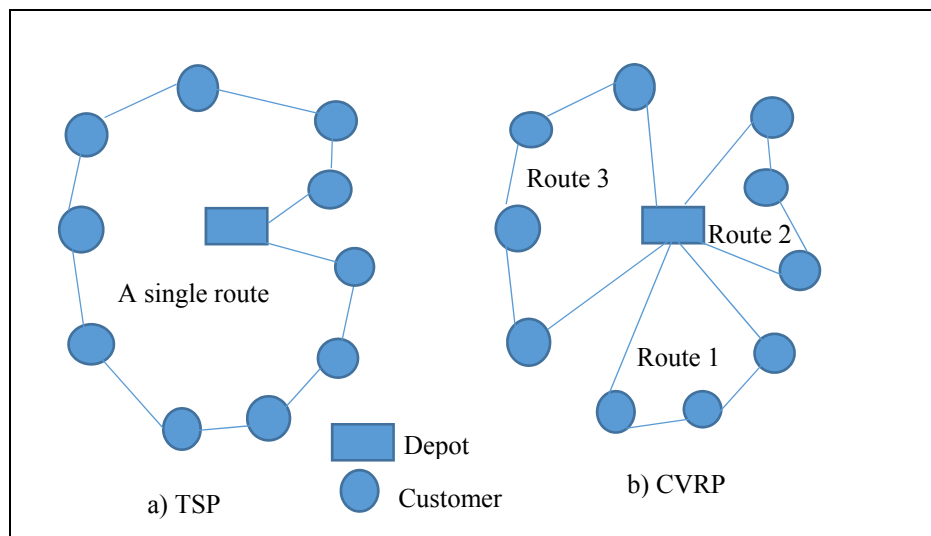 Route 3
Route 2
A single route
Route 1
Depot
Customer
a) TSP
b) CVRP